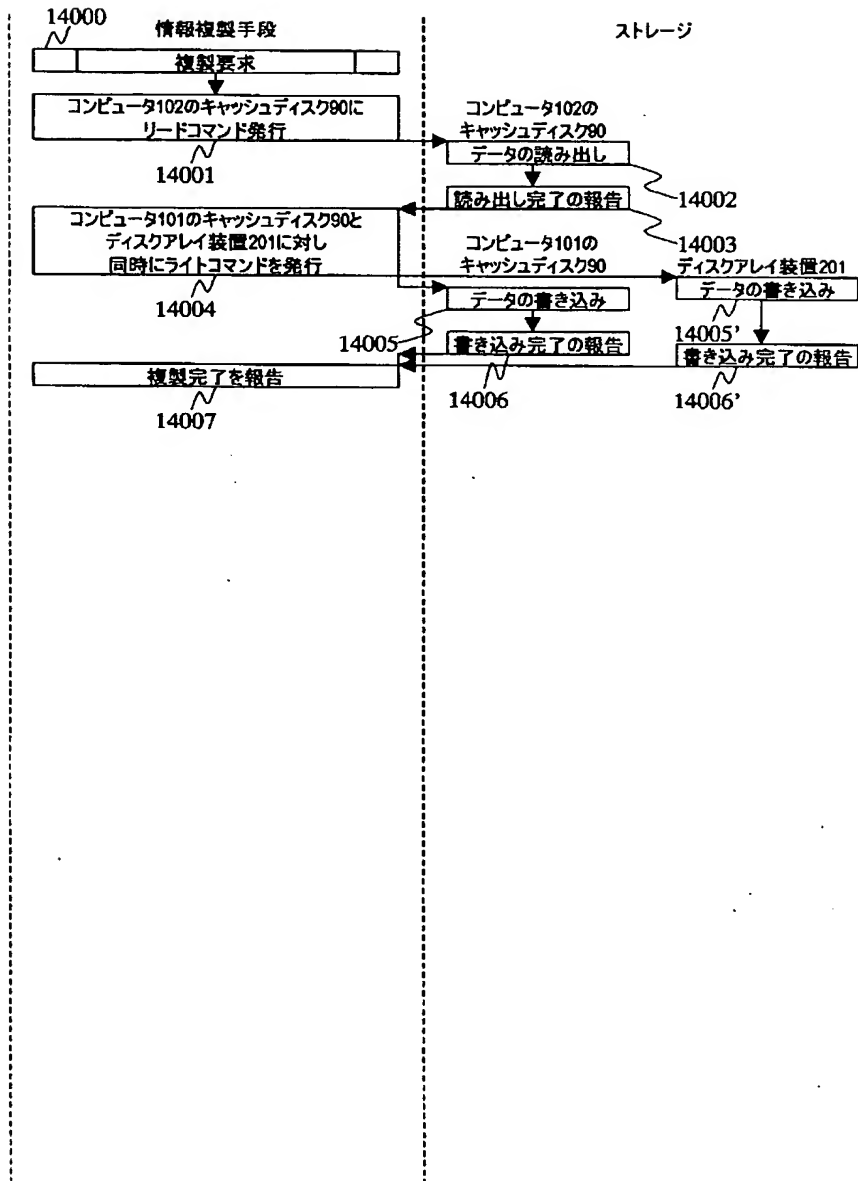 14000
情報複製手段
ストレージ
複製要求
コンピュータ102のキャッシュディスク90に
リードコマンド発行
14001
コンピュータ102の
キャッシュディスク90
データの読み出し
14002
読み出し完了の報告
14003
コンピュータ101のキャッシュディスク90と
ディスクアレイ装置201に対し
同時にライトコマンドを発行
14004
コンピュータ101の
キャッシュディスク90
ディスクアレイ装置201
データの書き込み
データの書き込み
14005
14005'
書き込み完了の報告
書き込み完了の報告
14006
14006'
複製完了を報告
14007